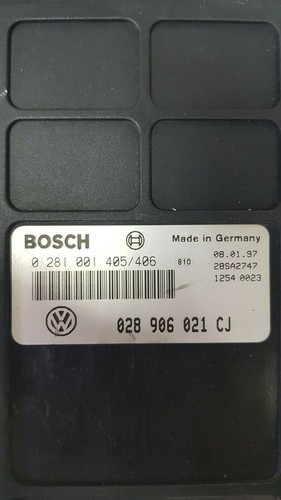 BOSCH Made in Germany
0 281 001 405/406 810 08.01.97
28SA2747
1254 0023
028 906 021 CJ